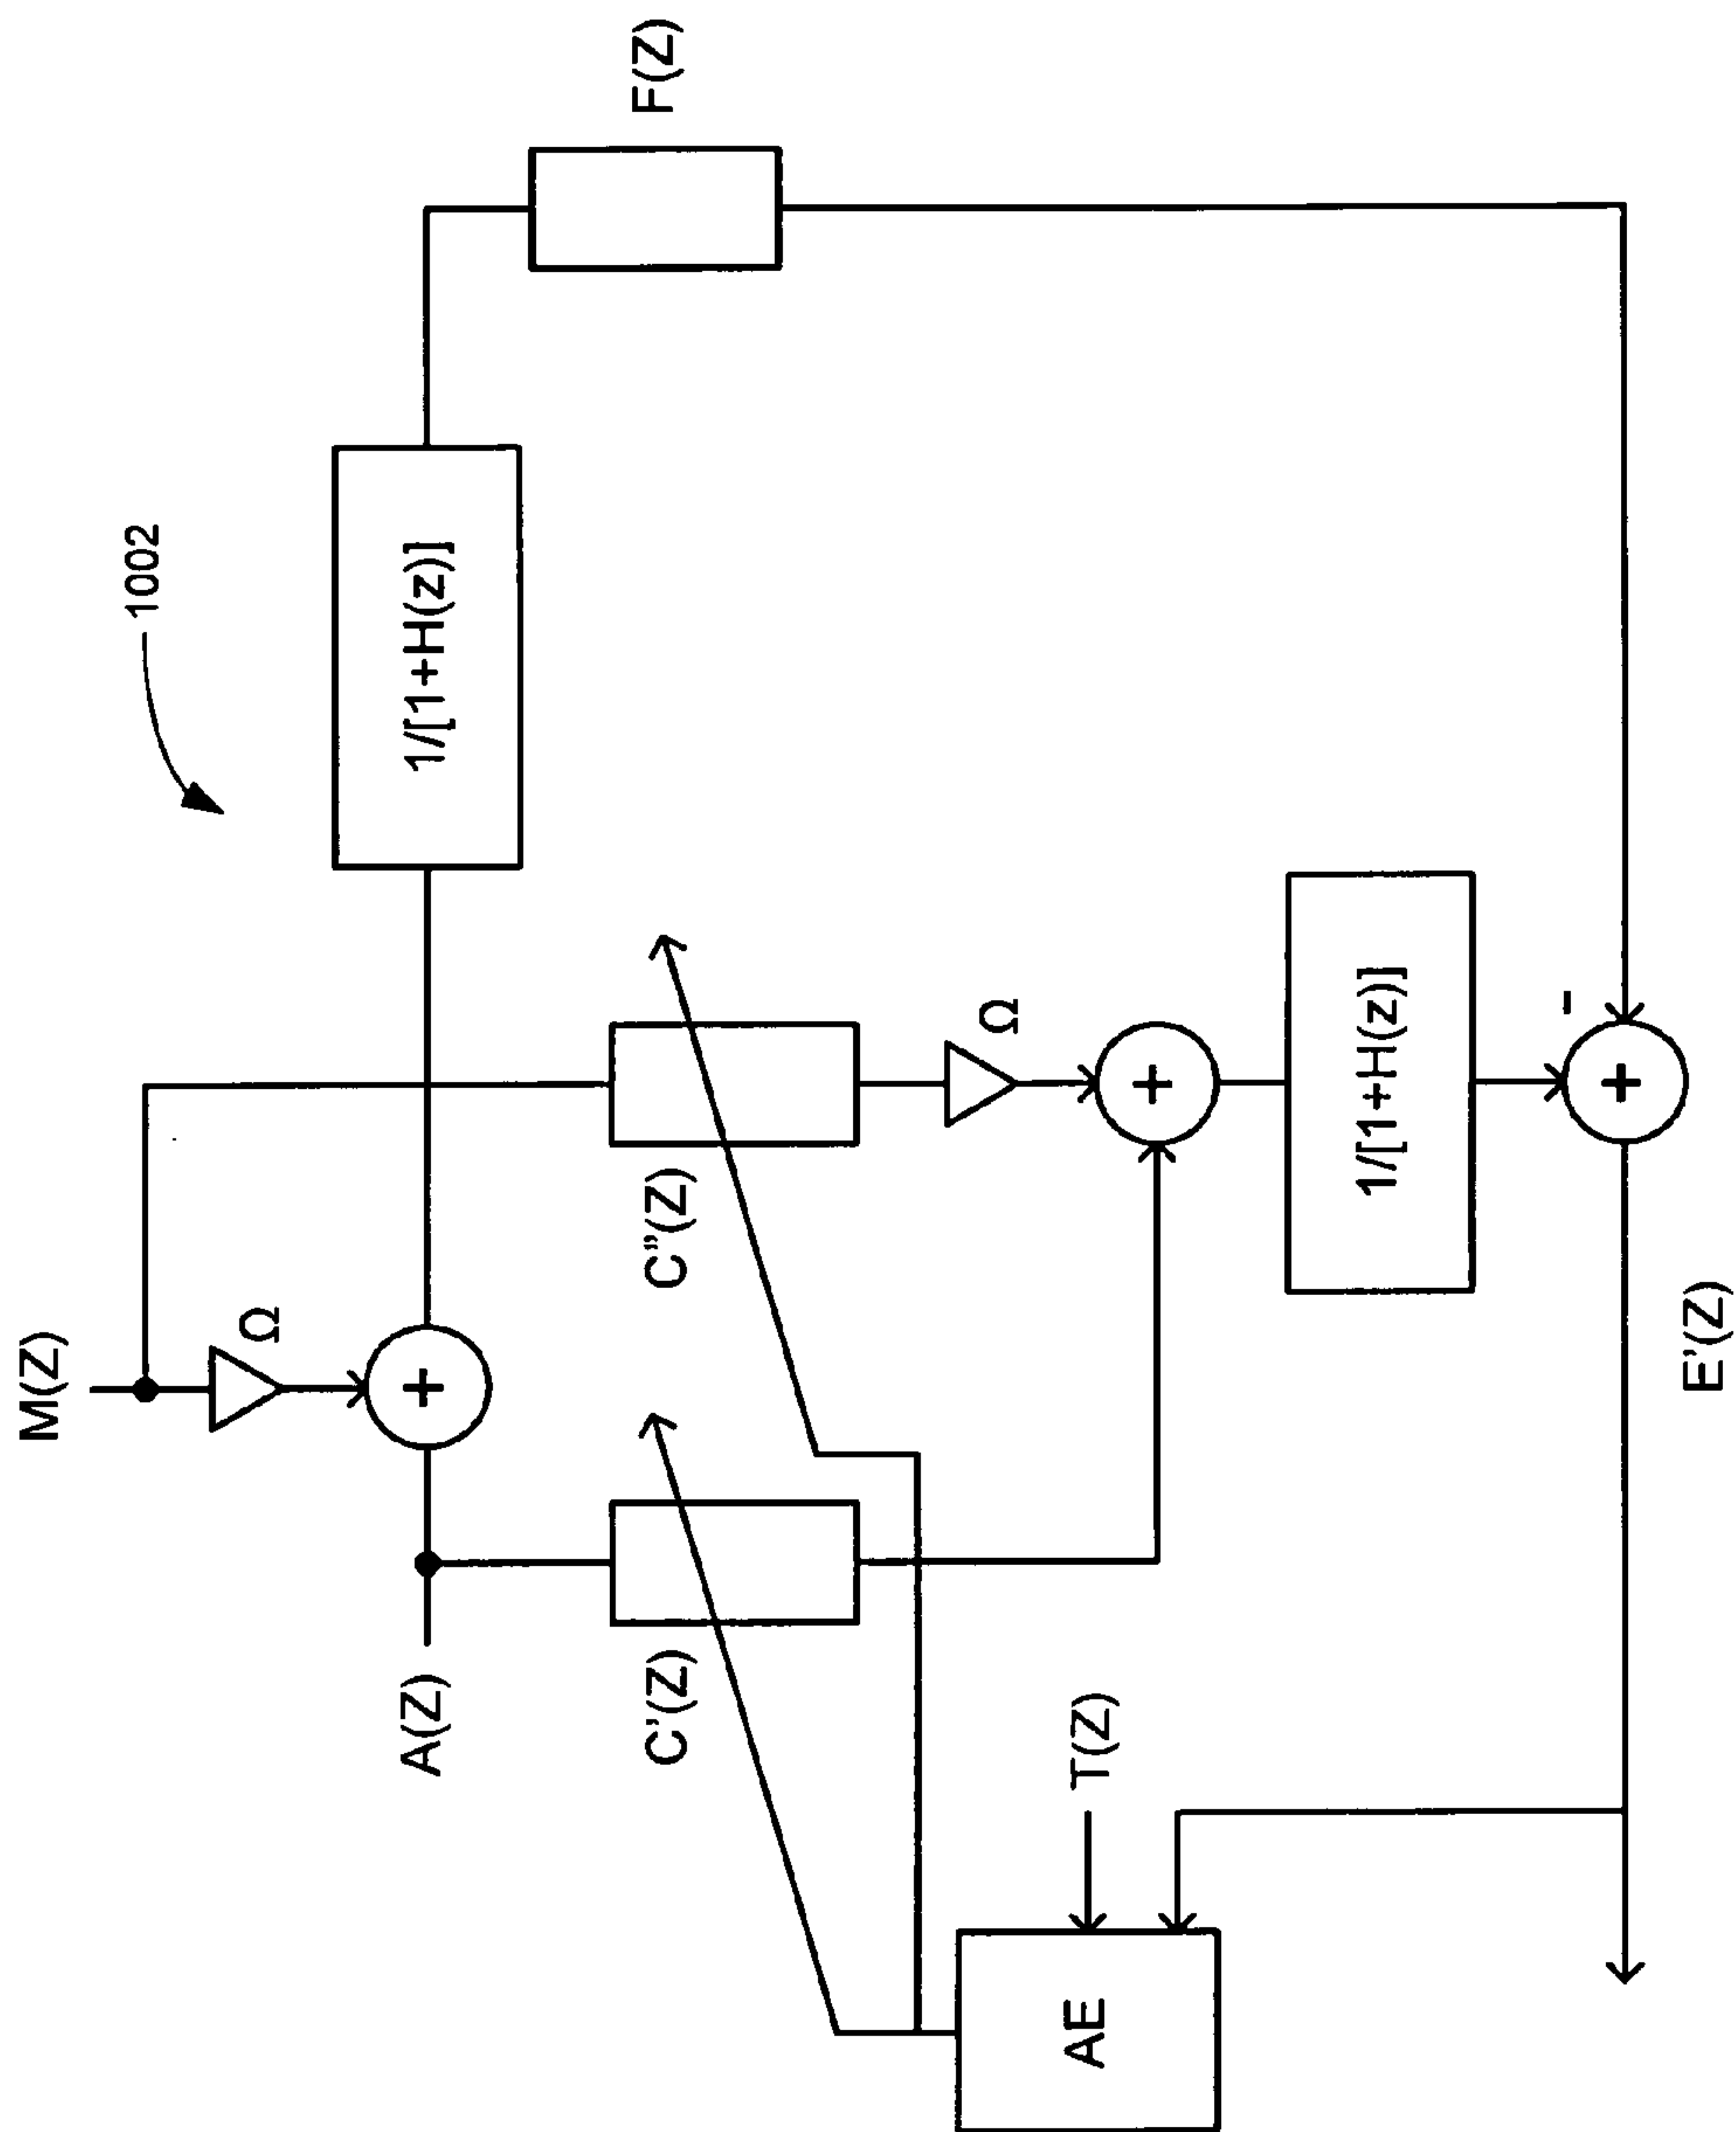 M(Z)
Ω
1002
A(Z)
1/[1+H(z)]
F(Z)
C'(Z)
C"(Z)
Ω
T(Z)
AE
1/[1+H(z)]
-
E'(Z)
+
+
+